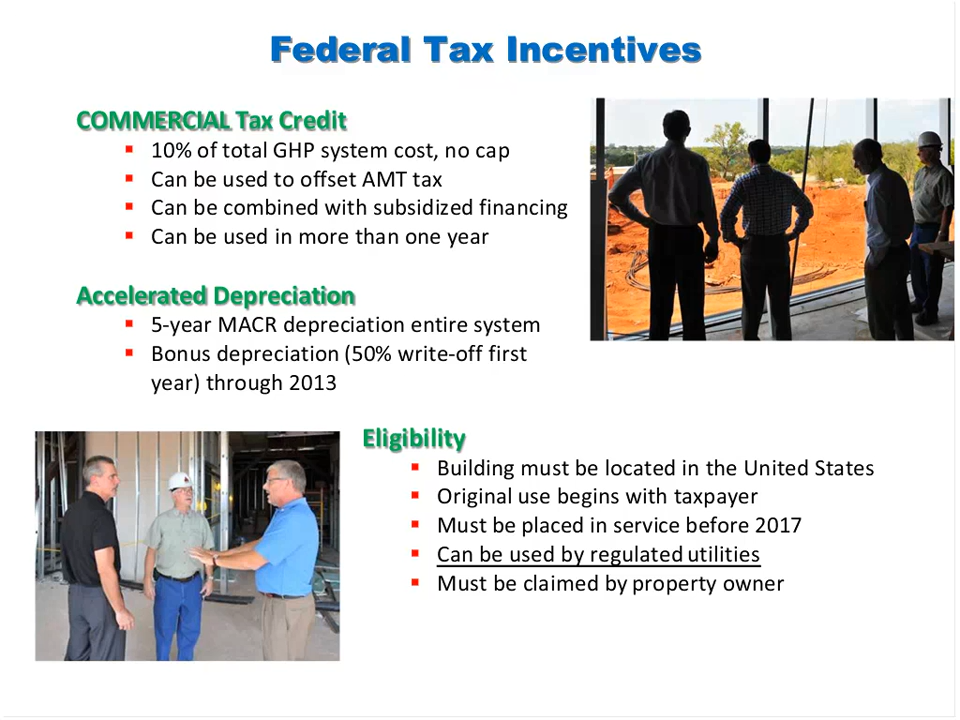 Federal Tax Incentives
COMMERCIAL Tax Credit
▪ 10% of total GHP system cost, no cap
▪ Can be used to offset AMT tax
▪ Can be combined with subsidized financing
▪ Can be used in more than one year
Accelerated Depreciation
▪ 5-year MACR depreciation entire system
▪ Bonus depreciation (50% write-off first
year) through 2013
Eligibility
▪ Building must be located in the United States
▪ Original use begins with taxpayer
▪ Must be placed in service before 2017
▪ Can be used by regulated utilities
▪ Must be claimed by property owner